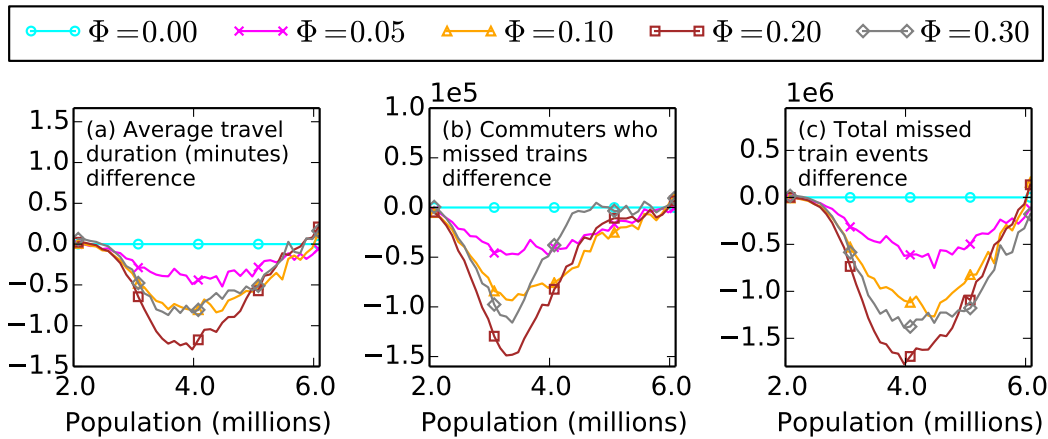 Φ = 0.00 Φ = 0.05 Φ = 0.10 Φ = 0.20 Φ = 0.30
(a) Average travel
duration (minutes)
difference
1.5
1.0
0.5
0.0
−0.5
−1.0
−1.5
2.0 4.0 6.0
Population (millions)
1e5
(b) Commuters who
missed trains
difference
1.0
0.5
0.0
−0.5
−1.0
−1.5
2.0 4.0 6.0
Population (millions)
1e6
(c) Total missed
train events
difference
0.5
0.0
−0.5
−1.0
−1.5
2.0 4.0 6.0
Population (millions)